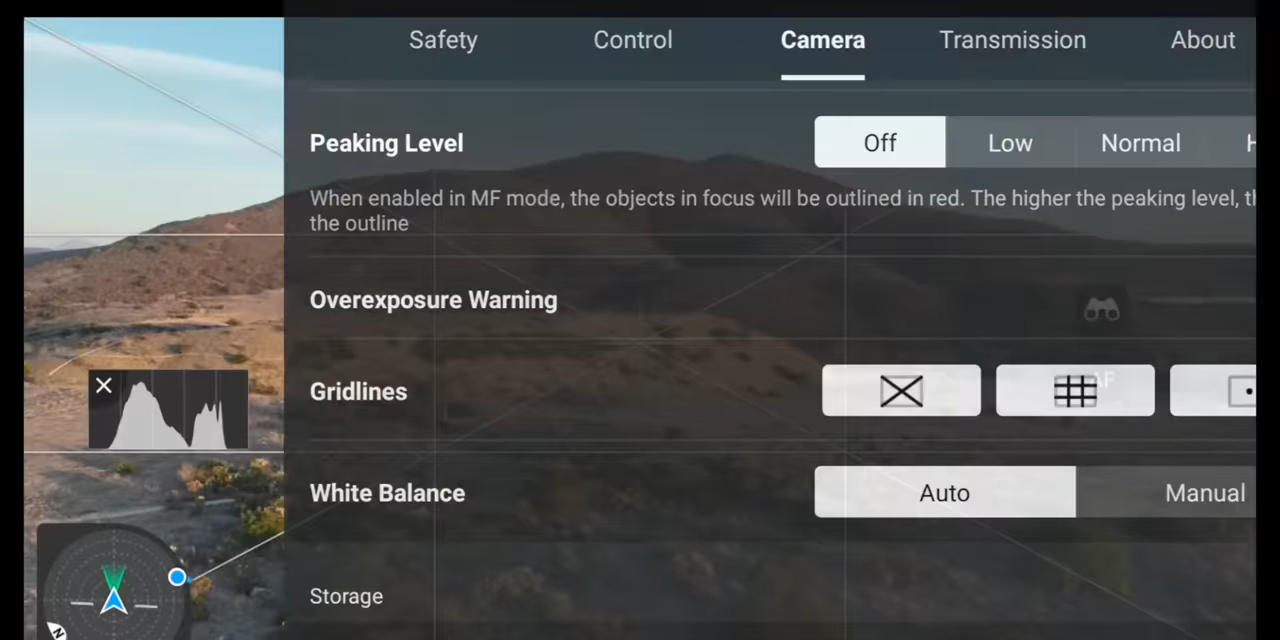 Safety Control Camera Transmission About
Peaking Level Off Low Normal H
When enabled in MF mode, the objects in focus will be outlined in red. The higher the peaking level, th
the outline
Overexposure Warning
AF
Gridlines
White Balance Auto Manual
Storage
N